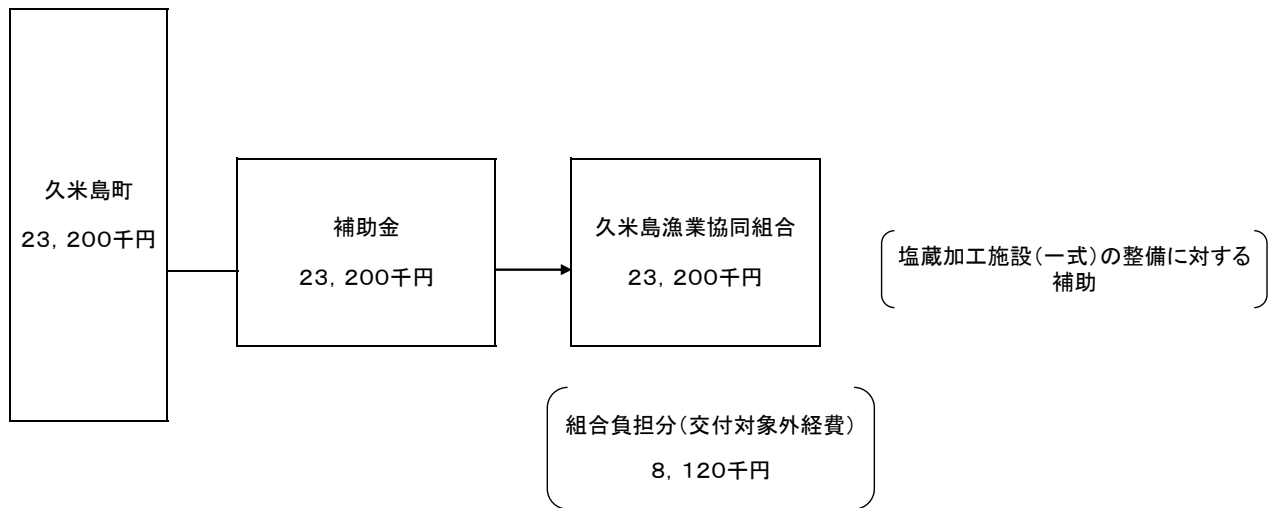 久米島町
23，200千円
補助金
23，200千円
久米島漁業協同組合
23，200千円
塩蔵加工施設(一式)の整備に対する
補助
組合負担分(交付対象外経費)
8，120千円